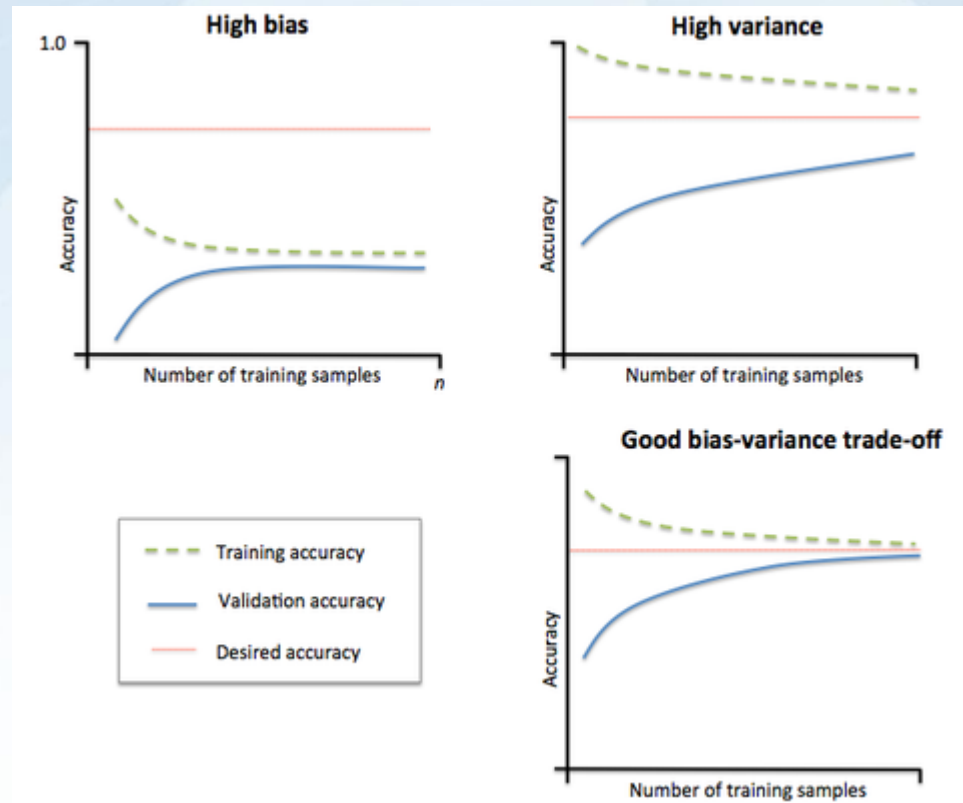 High bias
1.0
Accuracy
Number of training samples
n
High variance
Accuracy
Number of training samples
Training accuracy
Validation accuracy
Desired accuracy
Good bias-variance trade-off
Accuracy
Number of training samples